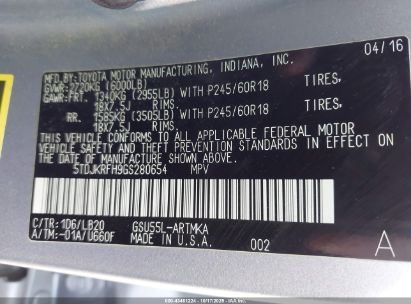 MFD. BY: TOYOTA MOTOR MANUFACTURING, INDIANA, INC. 04/16
GVWR: 2720KG (6000LB)
GAWR: FRT. 1340KG (2955LB) WITH P245/60R18 TIRES,
18X7.5J RIMS,
RR. 1585KG (3505LB) WITH P245/60R18 TIRES,
18X7.5J RIMS,
THIS VEHICLE CONFORMS TO ALL APPLICABLE FEDERAL MOTOR
VEHICLE SAFETY AND THEFT PREVENTION STANDARDS IN EFFECT ON
THE DATE OF MANUFACTURE SHOWN ABOVE.
5TDJKRFH9GS280654 MPV
C/TR: 1D6/LB20 GSU55L-ARTMKA
A/TM: -01A/U660F MADE IN U.S.A. 002 A